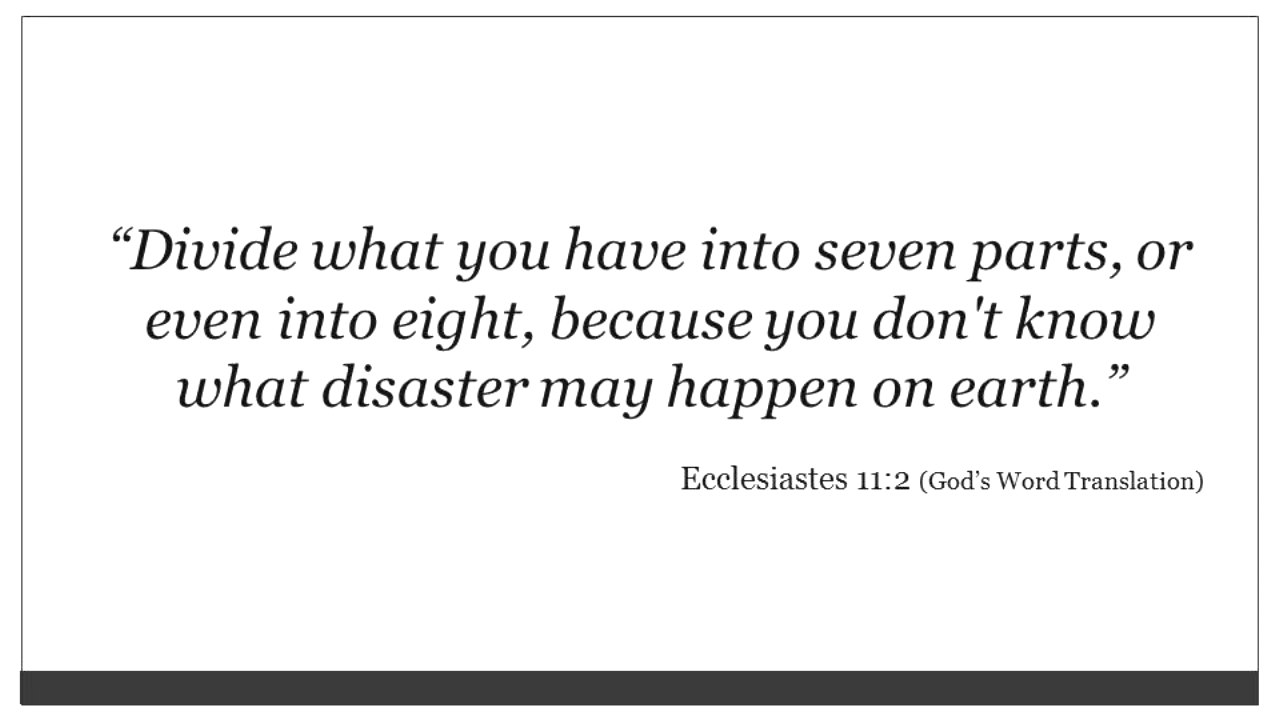 “Divide what you have into seven parts, or
even into eight, because you don't know
what disaster may happen on earth.”
Ecclesiastes 11:2 (God’s Word Translation)